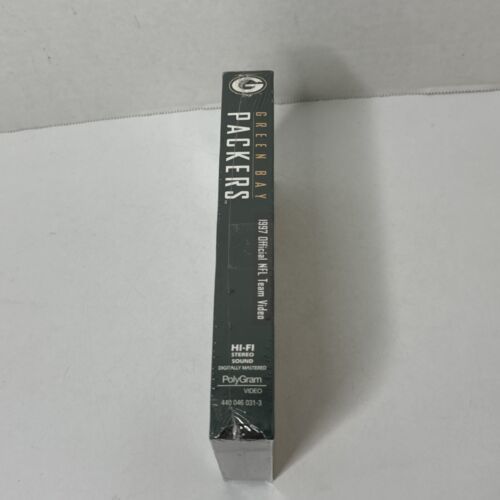 G
GREEN BAY
PACKERS
1997 Official NFL Team Video
HI-FI
STEREO
SOUND
DIGITALLY MASTERED
PolyGram
VIDEO
440 046 031-3